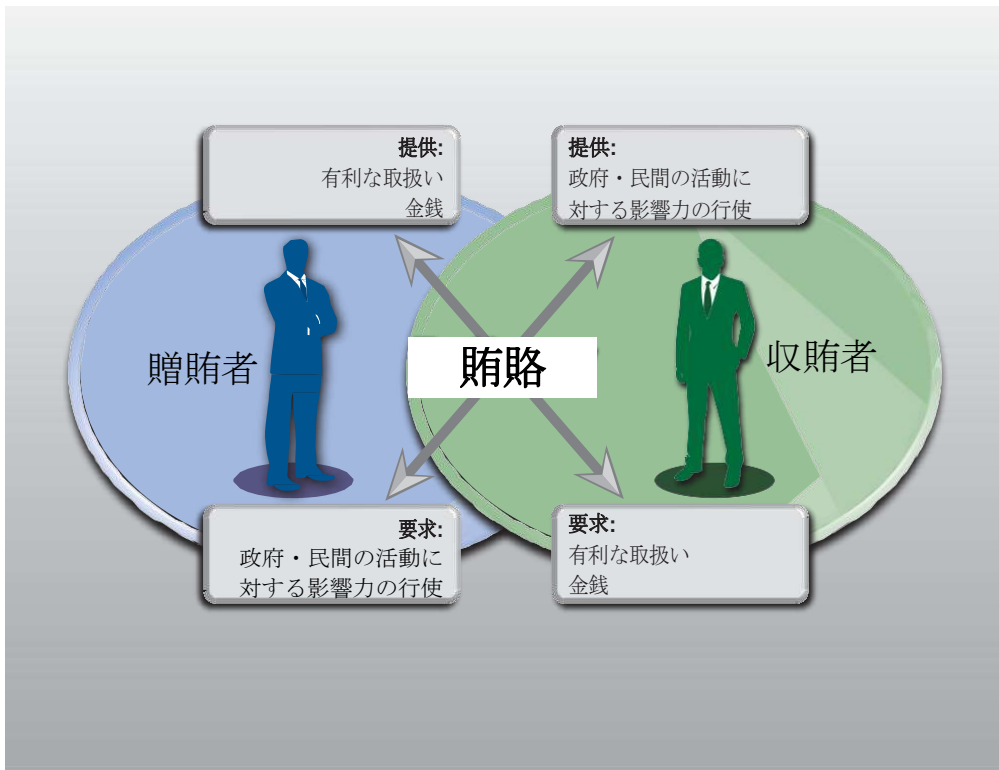 提供:
有利な取扱い
金銭
提供:
政府・民間の活動に
対する影響力の行使
贈賄者
賄賂
収賄者
要求:
政府・民間の活動に
対する影響力の行使
要求:
有利な取扱い
金銭